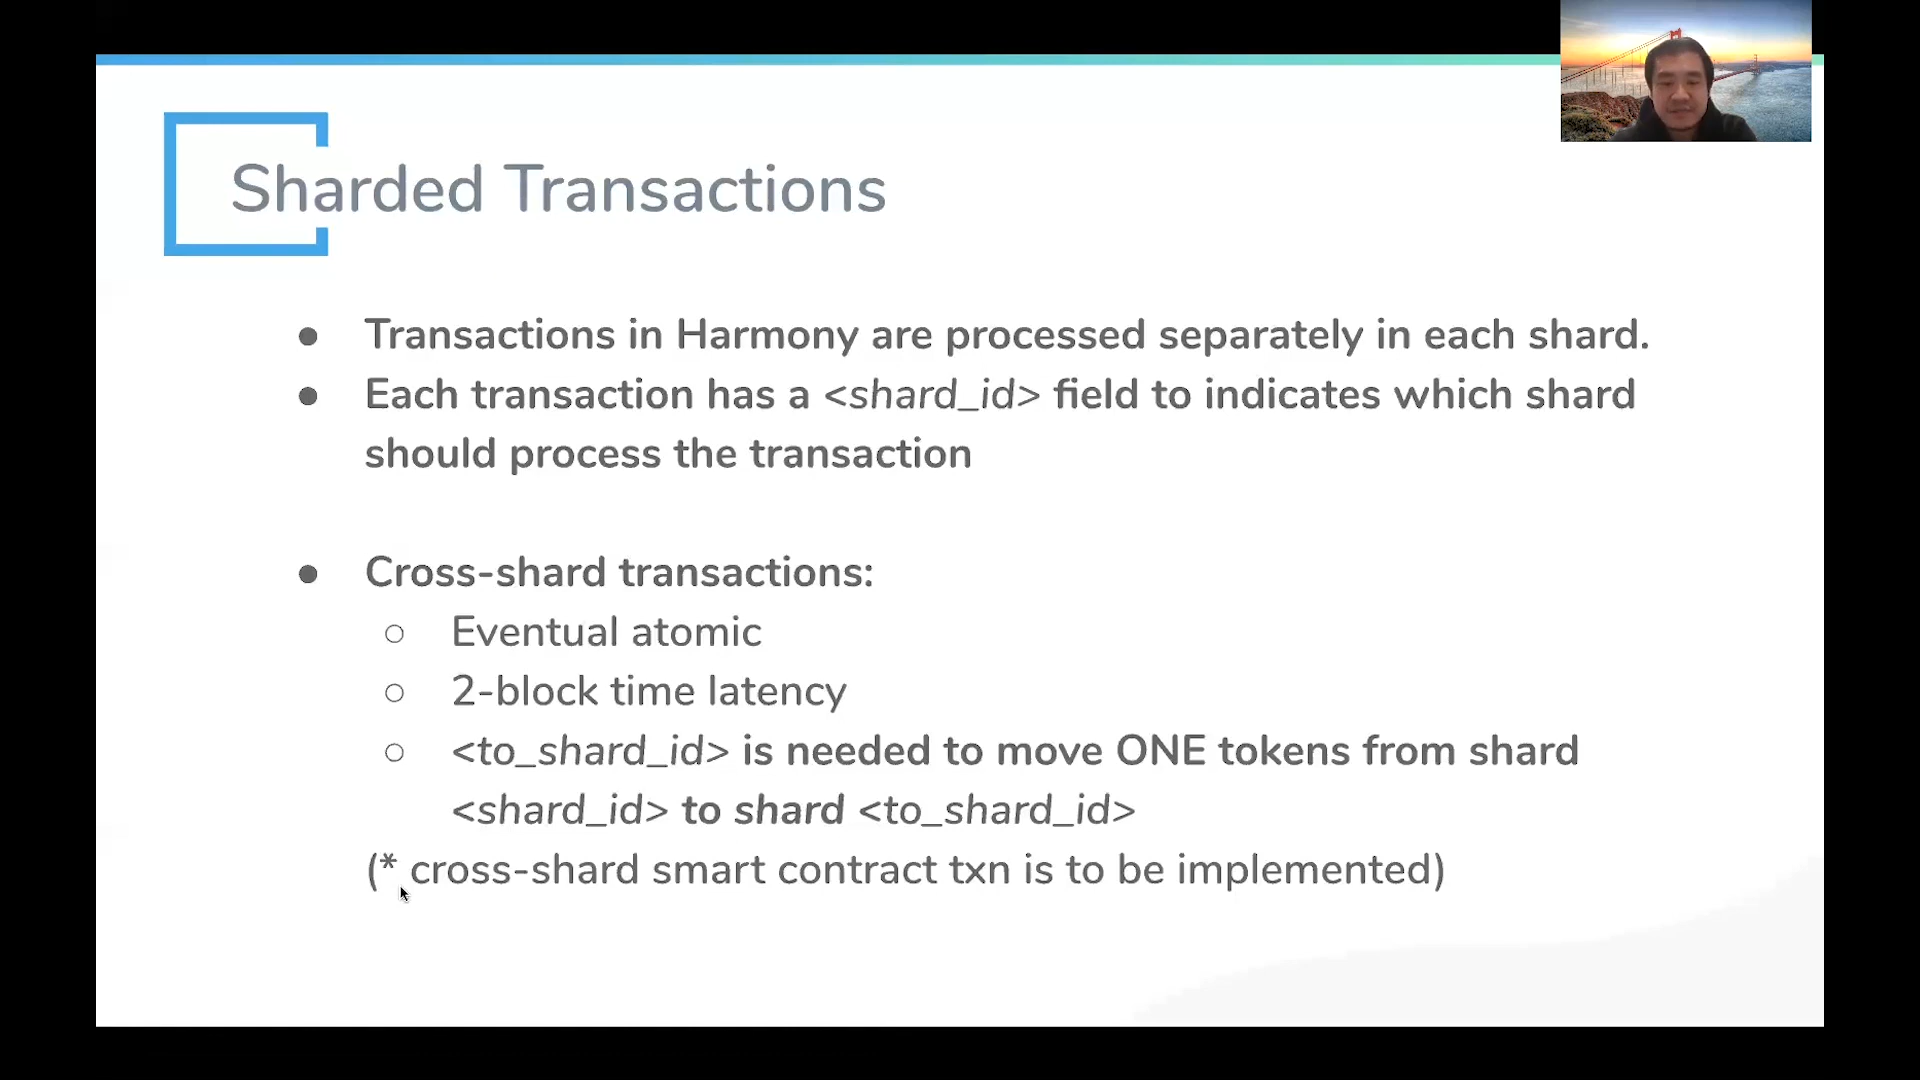 Sharded Transactions
● Transactions in Harmony are processed separately in each shard.
● Each transaction has a <shard_id> field to indicates which shard
should process the transaction
● Cross-shard transactions:
○ Eventual atomic
○ 2-block time latency
○ <to_shard_id> is needed to move ONE tokens from shard
<shard_id> to shard <to_shard_id>
(* cross-shard smart contract txn is to be implemented)